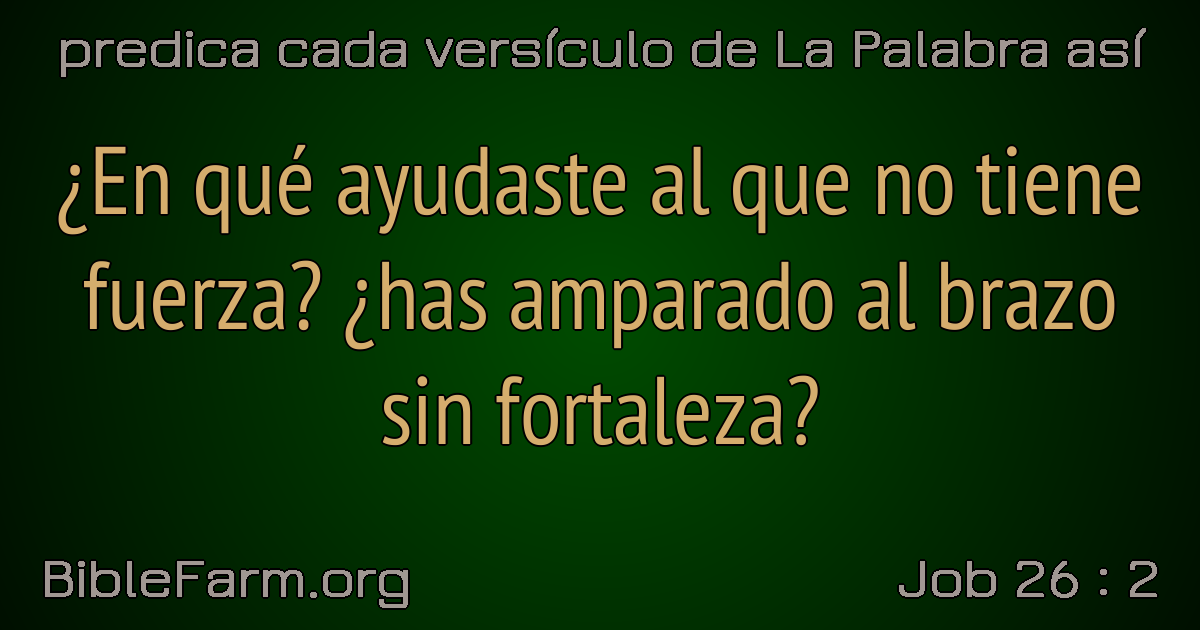 predica cada versículo de La Palabra así
¿En qué ayudaste al que no tiene
fuerza? ¿has amparado al brazo
sin fortaleza?
BibleFarm.org
Job 26 : 2